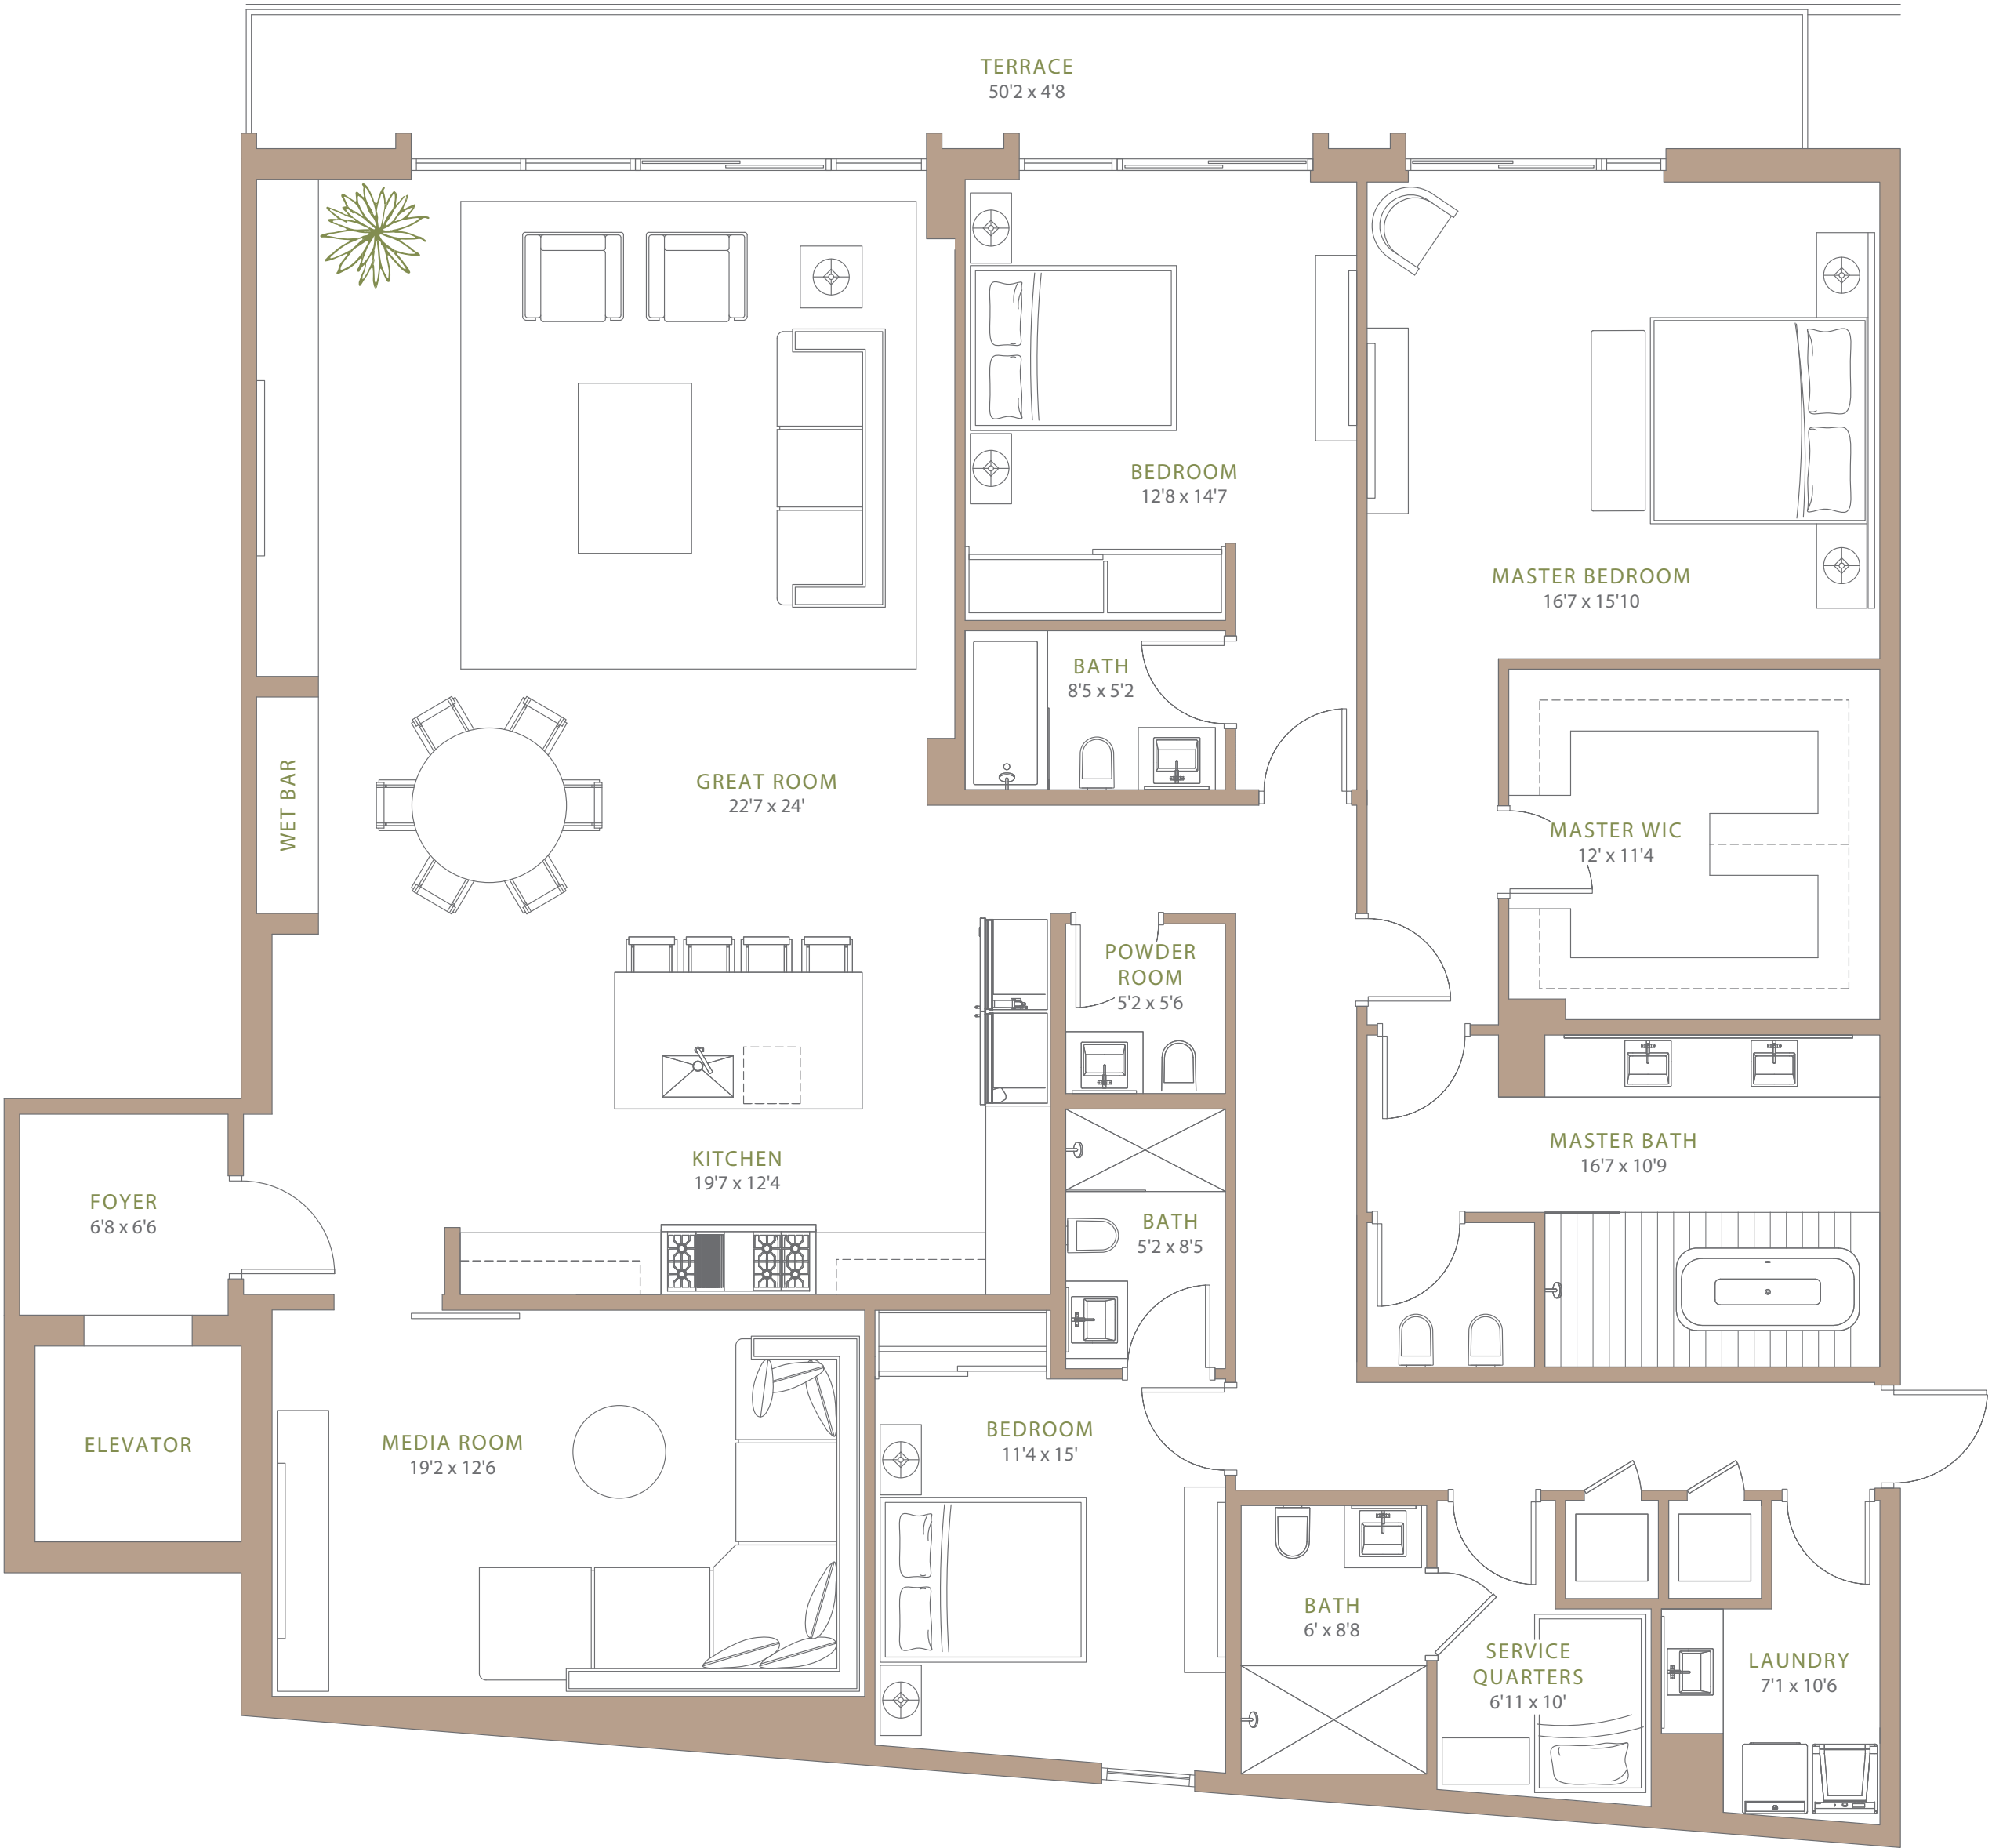 TERRACE
50'2 x 4'8
BEDROOM
12'8 x 14'7
MASTER BEDROOM
16'7 x 15'10
BATH
8'5 x 5'2
GREAT ROOM
22'7 x 24'
WET BAR
MASTER WIC
12' x 11'4
POWDER
ROOM
5'2 x 5'6
KITCHEN
19'7 x 12'4
MASTER BATH
16'7 x 10'9
FOYER
6'8 x 6'6
BATH
5'2 x 8'5
ELEVATOR
MEDIA ROOM
19'2 x 12'6
BEDROOM
11'4 x 15'
BATH
6' x 8'8
SERVICE
QUARTERS
6'11 x 10'
LAUNDRY
7'1 x 10'6